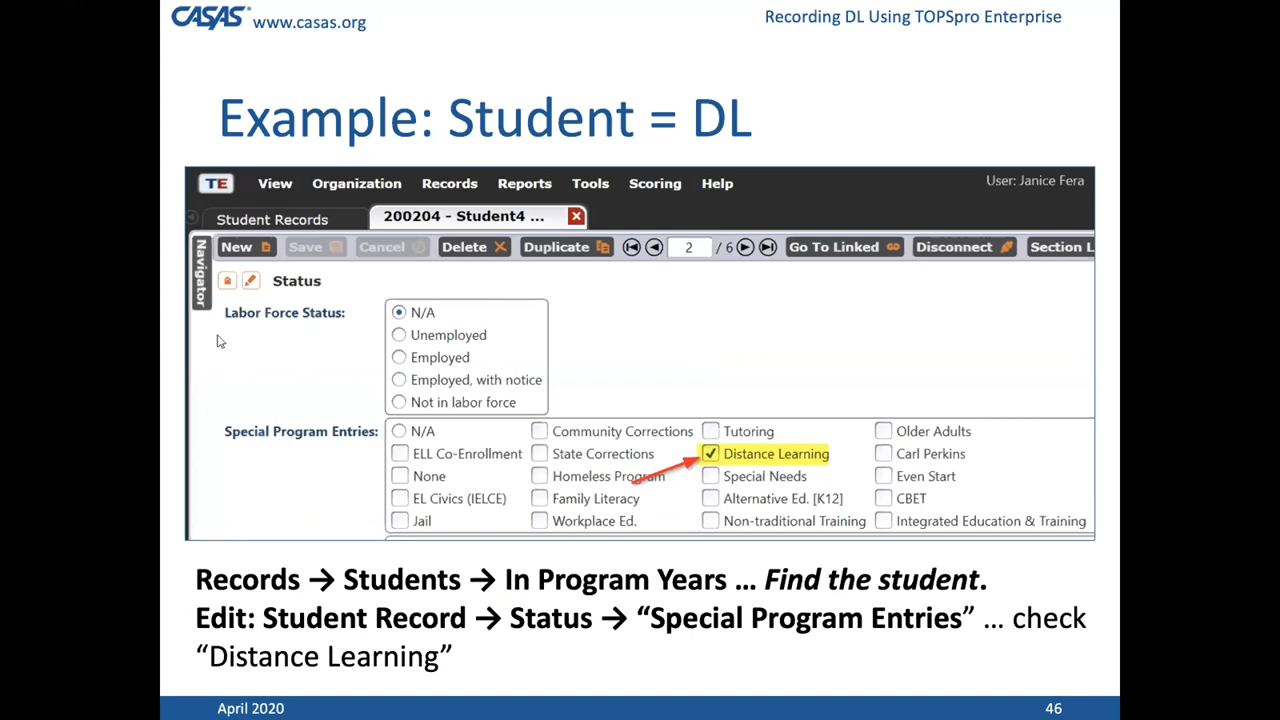 CASAS® www.casas.org
Recording DL Using TOPSpro Enterprise
Example: Student = DL
TE View Organization Records Reports Tools Scoring Help User: Janice Fera
Student Records 200204 - Student4 ...
New Save Cancel Delete Duplicate 2 / 6 Go To Linked Disconnect Section L
Navigator
Status
Labor Force Status: N/A
Unemployed
Employed
Employed, with notice
Not in labor force
Special Program Entries: N/A Community Corrections Tutoring Older Adults
ELL Co-Enrollment State Corrections Distance Learning Carl Perkins
None Homeless Program Special Needs Even Start
EL Civics (IELCE) Family Literacy Alternative Ed. [K12] CBET
Jail Workplace Ed. Non-traditional Training Integrated Education & Training
Records → Students → In Program Years … Find the student.
Edit: Student Record → Status → “Special Program Entries” … check
“Distance Learning”
April 2020 46